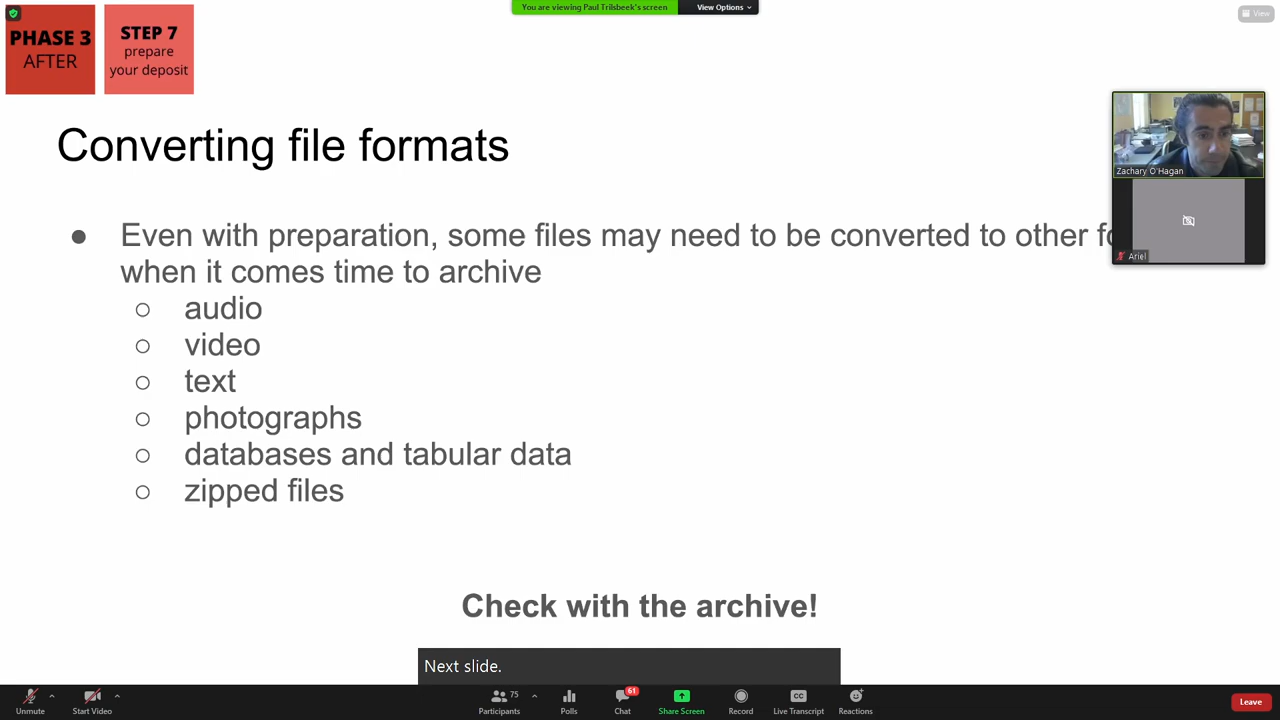 You are viewing Paul Trilsbeek's screen
View Options
View
PHASE 3
AFTER
STEP 7
prepare
your deposit
Converting file formats
Zachary O'Hagan
Ariel
● Even with preparation, some files may need to be converted to other fo
when it comes time to archive
○ audio
○ video
○ text
○ photographs
○ databases and tabular data
○ zipped files
Check with the archive!
Next slide.
Unmute
Start Video
Participants 75
Polls
Chat 61
Share Screen
Record
CC Live Transcript
Reactions
Leave